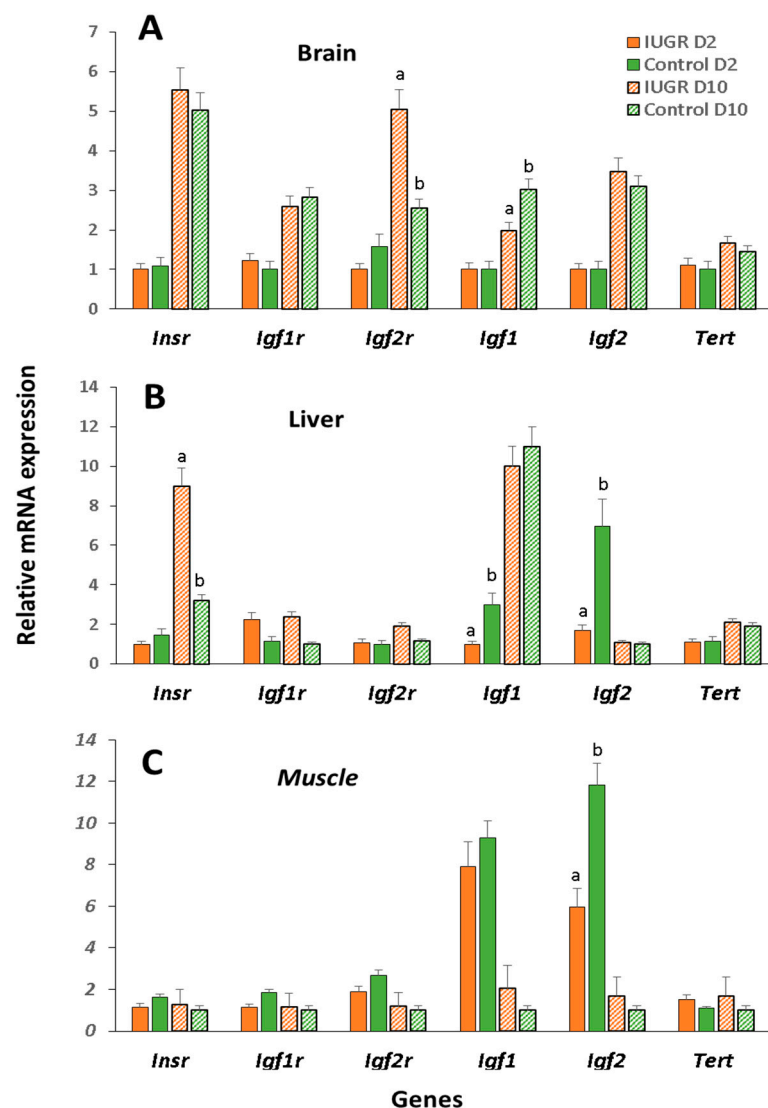 A
Brain
IUGR D2
Control D2
IUGR D10
Control D10
7
6
5
4
3
2
1
0
a
b
a
b
Insr Igf1r Igf2r Igf1 Igf2 Tert
Relative mRNA expression
B
Liver
14
12
10
8
6
4
2
0
a
b
a
b
a
b
Insr Igf1r Igf2r Igf1 Igf2 Tert
C
Muscle
14
12
10
8
6
4
2
0
a
b
Insr Igf1r Igf2r Igf1 Igf2 Tert
Genes